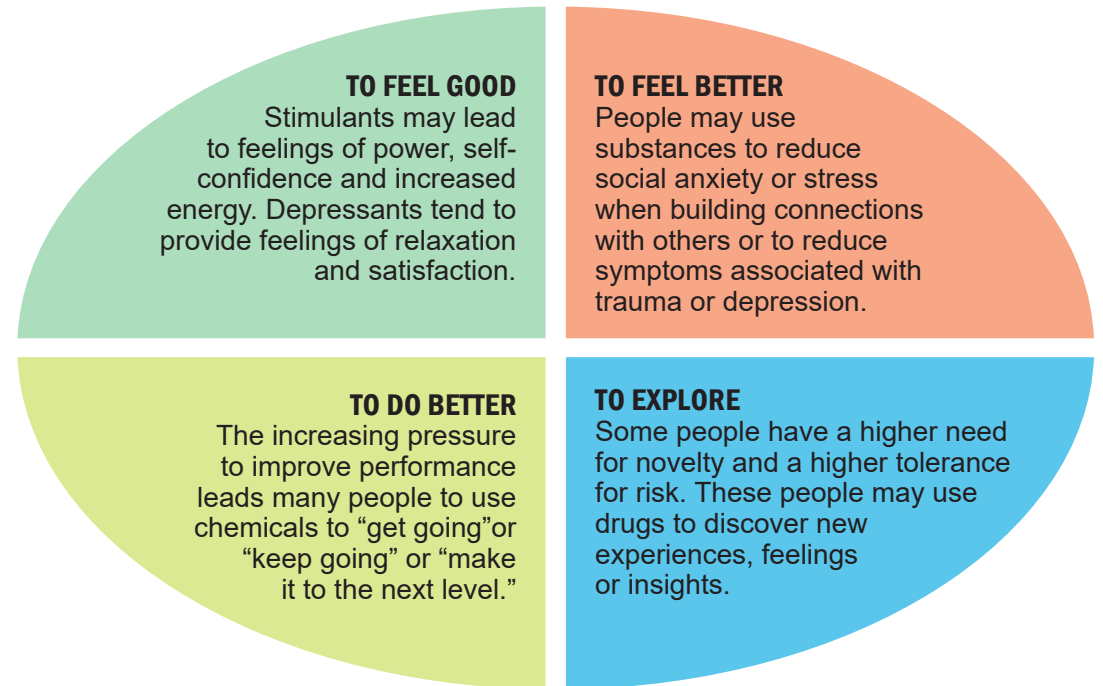 TO FEEL GOOD
Stimulants may lead
to feelings of power, self-
confidence and increased
energy. Depressants tend to
provide feelings of relaxation
and satisfaction.
TO FEEL BETTER
People may use
substances to reduce
social anxiety or stress
when building connections
with others or to reduce
symptoms associated with
trauma or depression.
TO DO BETTER
The increasing pressure
to improve performance
leads many people to use
chemicals to “get going”or
“keep going” or “make
it to the next level.”
TO EXPLORE
Some people have a higher need
for novelty and a higher tolerance
for risk. These people may use
drugs to discover new
experiences, feelings
or insights.